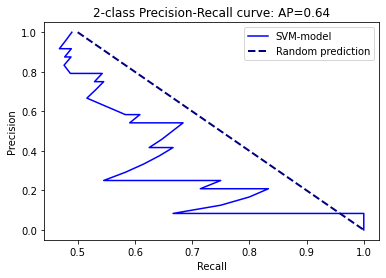 2-class Precision-Recall curve: AP=0.64
SVM-model
Random prediction
Precision
1.0
0.8
0.6
0.4
0.2
0.0
0.5
0.6
0.7
0.8
0.9
1.0
Recall